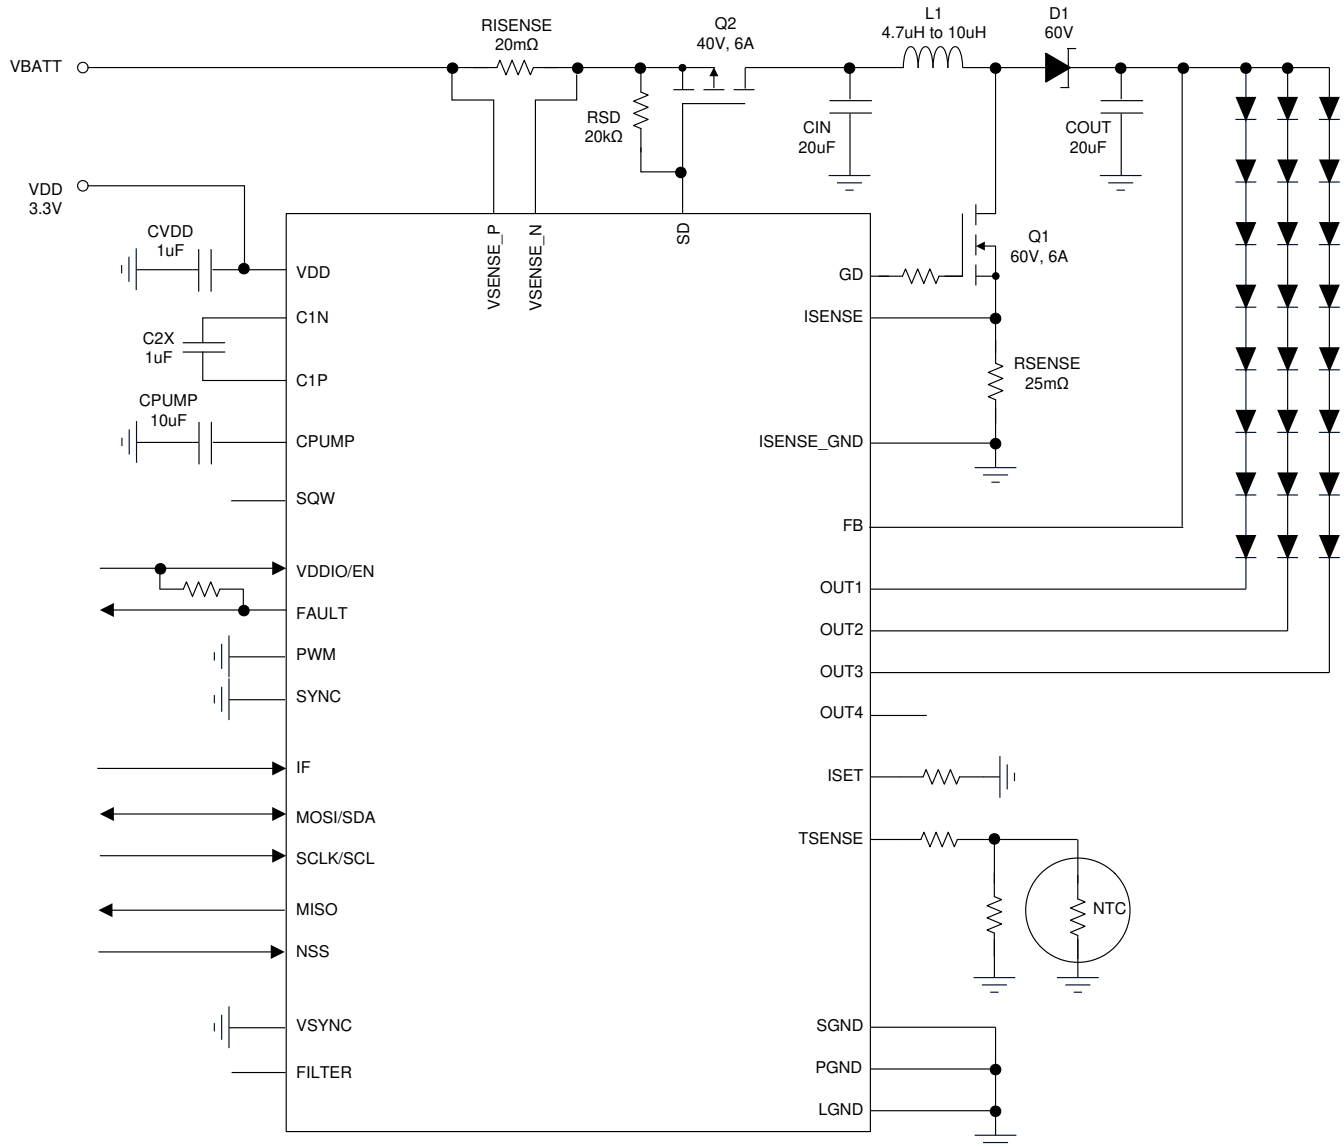 VBATT
RISENSE
20mΩ
Q2
40V, 6A
L1
4.7uH to 10uH
D1
60V
RSD
20kΩ
CIN
20uF
COUT
20uF
VDD
3.3V
CVDD
1uF
VDD
VSENSE_P
VSENSE_N
SD
Q1
60V, 6A
GD
C1N
ISENSE
C2X
1uF
RSENSE
25mΩ
C1P
CPUMP
10uF
CPUMP
ISENSE_GND
SQW
FB
VDDIO/EN
OUT1
FAULT
OUT2
PWM
OUT3
SYNC
OUT4
IF
ISET
MOSI/SDA
TSENSE
SCLK/SCL
MISO
NTC
NSS
VSYNC
SGND
FILTER
PGND
LGND